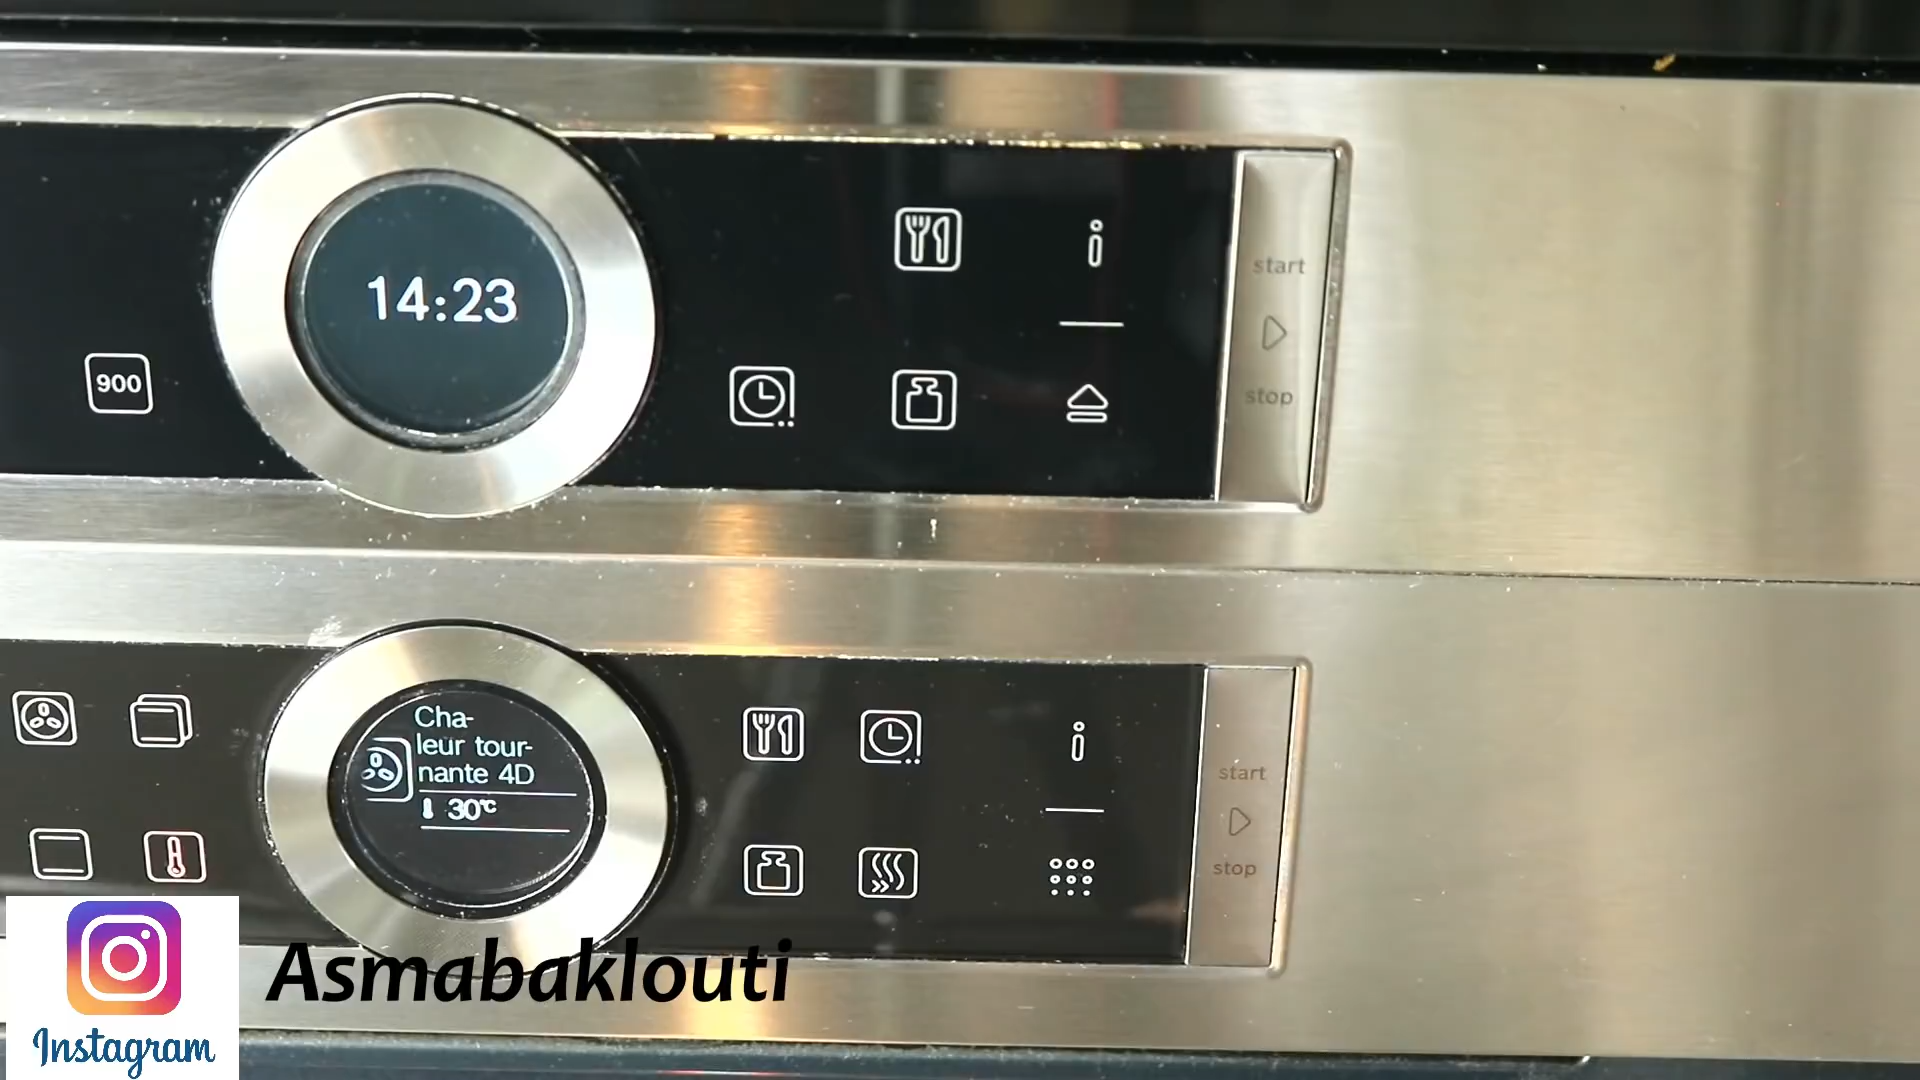 14:23
900
start
stop
Cha-
leur tour-
nante 4D
30°C
start
stop
Instagram
Asmabaklouti